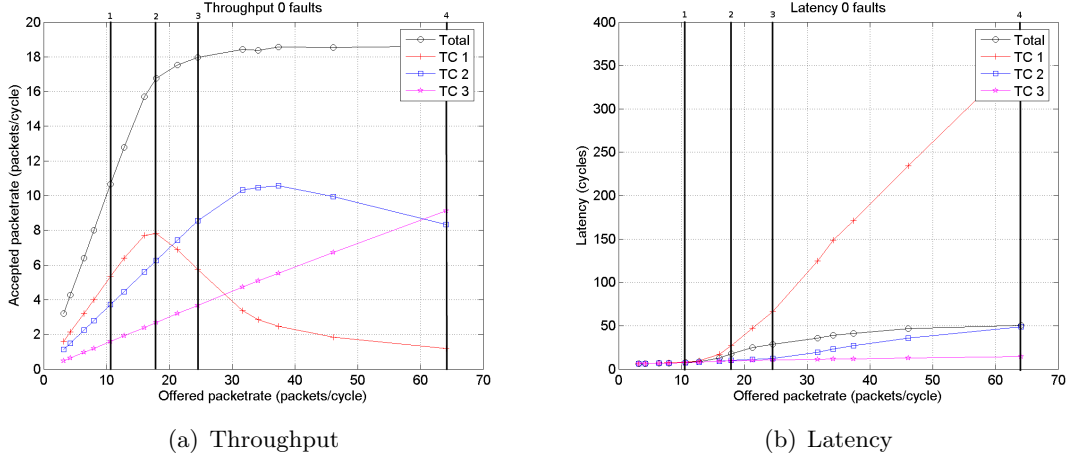 Throughput 0 faults
1
2
3
4
Total
TC 1
TC 2
TC 3
Accepted packetrate (packets/cycle)
20
18
16
14
12
10
8
6
4
2
0
0 10 20 30 40 50 60 70
Offered packetrate (packets/cycle)
(a) Throughput
Latency 0 faults
1
2
3
4
Total
TC 1
TC 2
TC 3
Latency (cycles)
400
350
300
250
200
150
100
50
0
0 10 20 30 40 50 60 70
Offered packetrate (packets/cycle)
(b) Latency